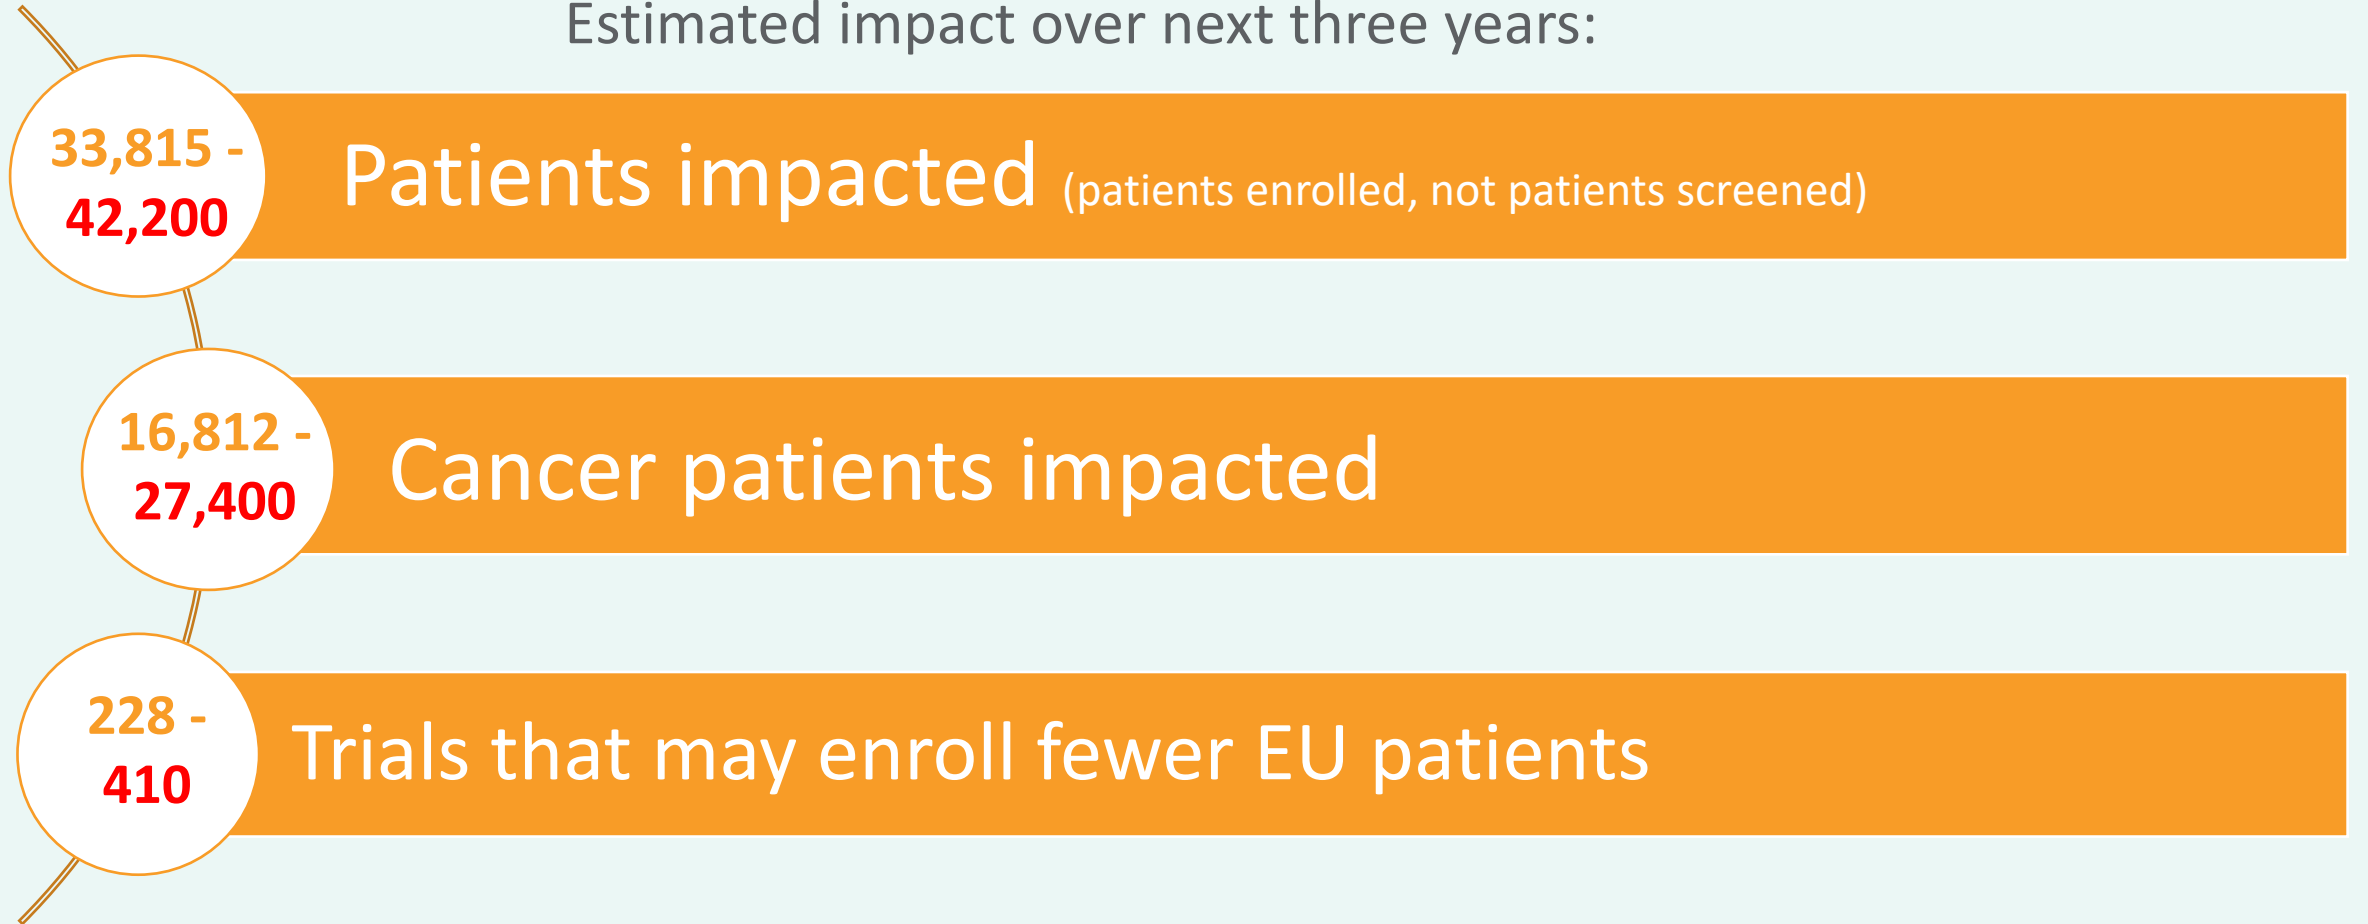 Estimated impact over next three years:
33,815 -
42,200
Patients impacted (patients enrolled, not patients screened)
16,812 -
27,400
Cancer patients impacted
228 -
410
Trials that may enroll fewer EU patients